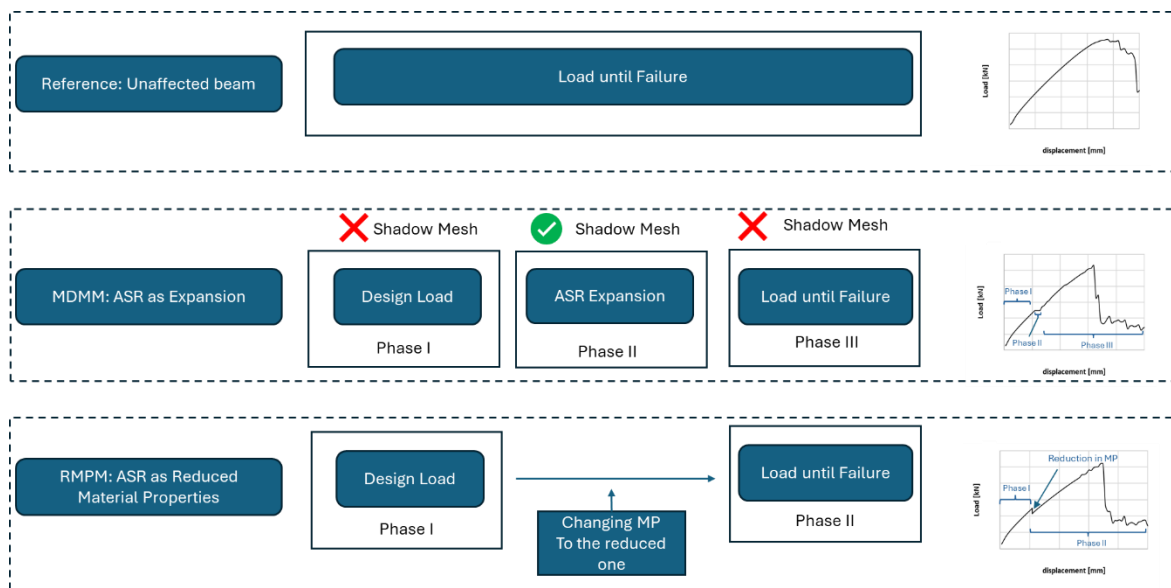 Reference: Unaffected beam
Load until Failure
Load [kN]
displacement [mm]
Shadow Mesh
Shadow Mesh
Shadow Mesh
MDMM: ASR as Expansion
Design Load
Phase I
ASR Expansion
Phase II
Load until Failure
Phase III
Load [kN]
Phase I
Phase II
Phase III
displacement [mm]
RMPM: ASR as Reduced
Material Properties
Design Load
Phase I
Changing MP
To the reduced
one
Load until Failure
Phase II
Reduction in MP
Load [kN]
Phase I
Phase II
displacement [mm]